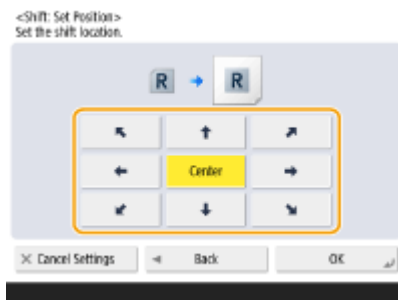 <Shift: Set Position>
Set the shift location.
R R
Center
Cancel Settings Back OK